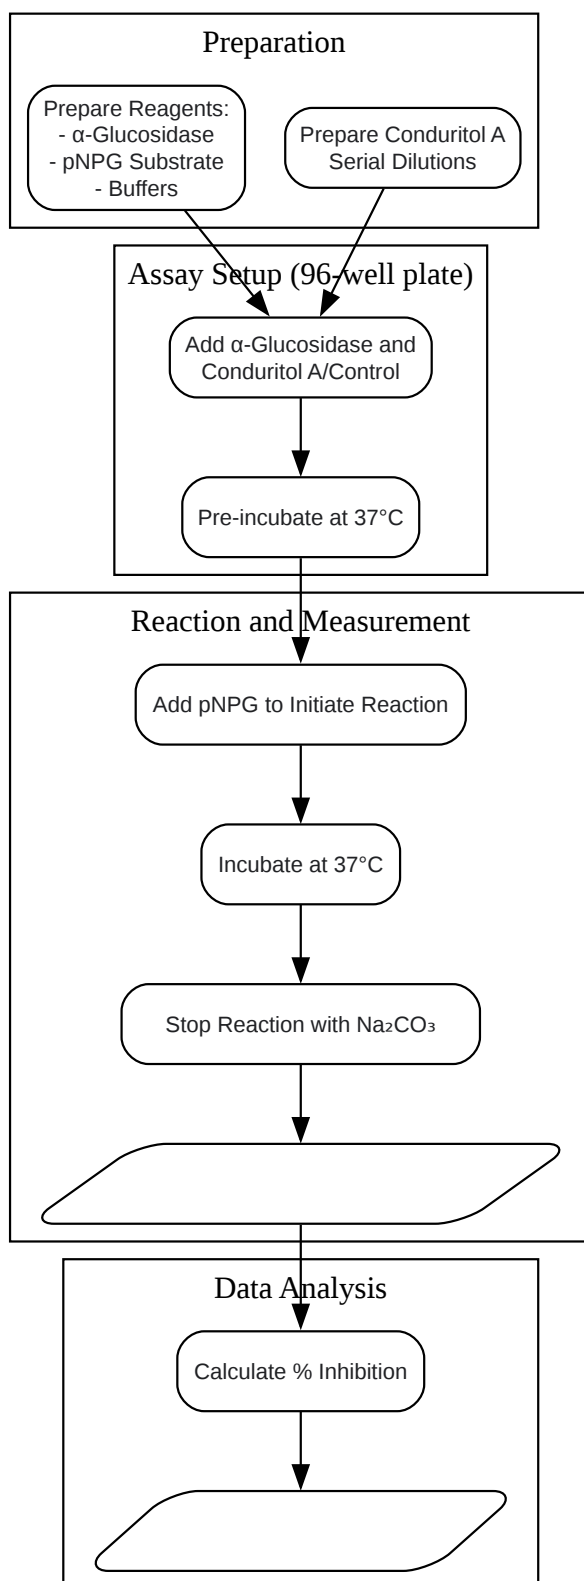 Preparation
Prepare Reagents:
- α-Glucosidase
- pNPG Substrate
- Buffers
Prepare Conduritol A
Serial Dilutions
Assay Setup (96-well plate)
Add α-Glucosidase and
Conduritol A/Control
Pre-incubate at 37°C
Reaction and Measurement
Add pNPG to Initiate Reaction
Incubate at 37°C
Stop Reaction with Na₂CO₃
Data Analysis
Calculate % Inhibition